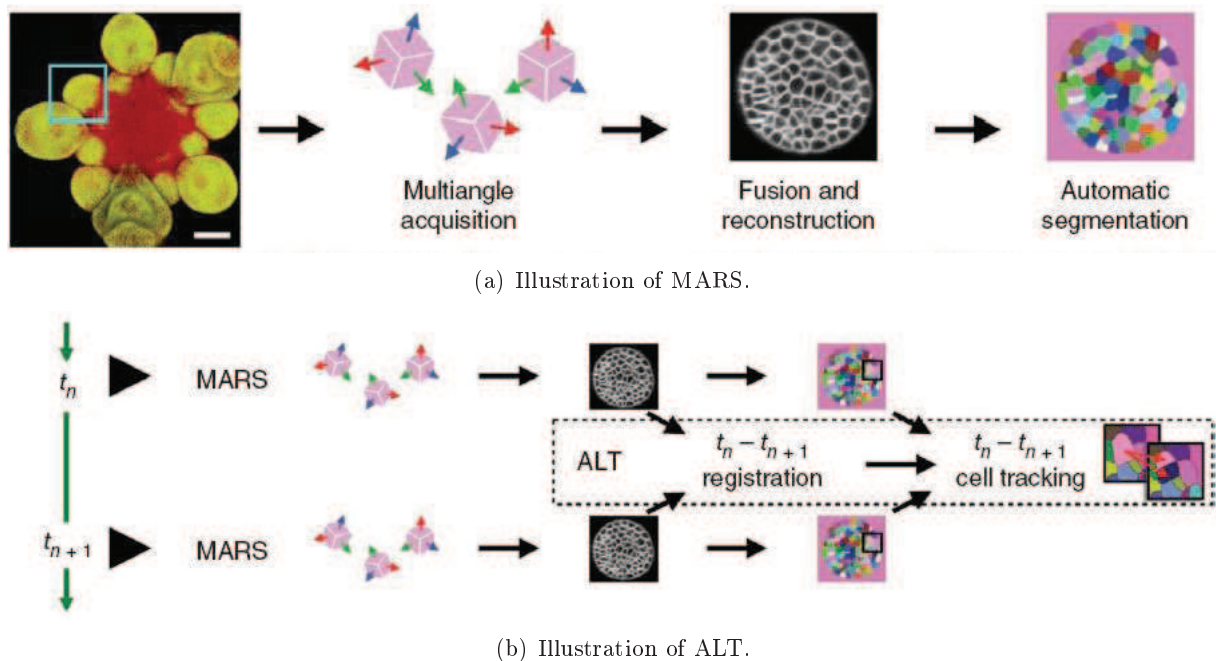 Multiangle
acquisition
Fusion and
reconstruction
Automatic
segmentation
(a) Illustration of MARS.
tₙ
MARS
ALT
tₙ − tₙ ₊ ₁
registration
tₙ − tₙ ₊ ₁
cell tracking
tₙ ₊ ₁
MARS
(b) Illustration of ALT.